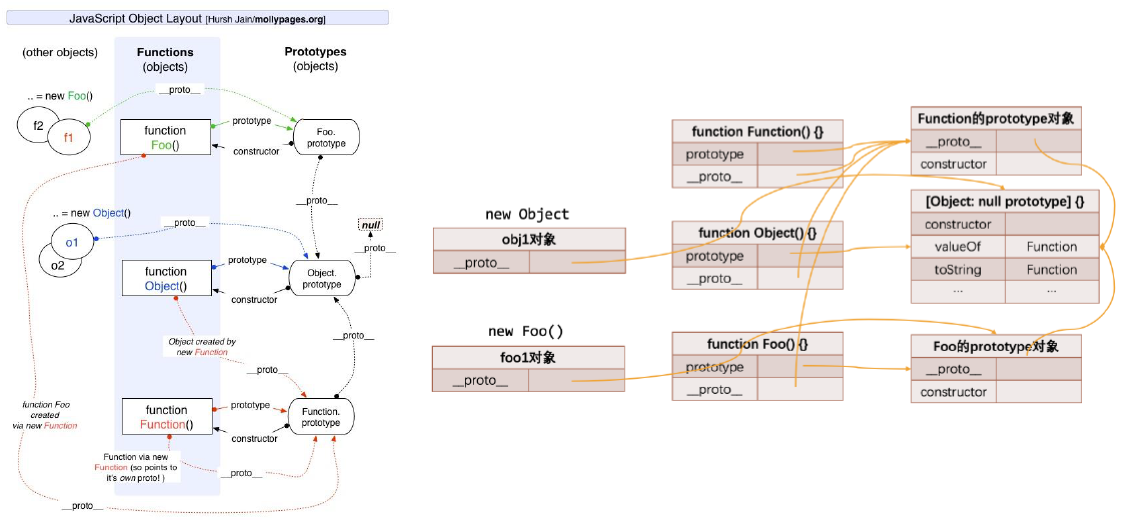 JavaScript Object Layout [Hursh Jain/mollypages.org]
(other objects)
Functions
(objects)
Prototypes
(objects)
__proto__
.. = new Foo()
f2
f1
function
Foo()
prototype
constructor
Foo.
prototype
__proto__
.. = new Object()
o1
o2
__proto__
null
__proto__
function
Object()
prototype
constructor
Object.
prototype
Object created by
new Function
__proto__
__proto__
function Foo
created
via new Function
function
Function()
prototype
constructor
Function.
prototype
Function via new
Function (so points to
it's own proto! )
__proto__
__proto__
new Object
obj1对象
__proto__
new Foo()
foo1对象
__proto__
function Function() {}
prototype
__proto__
function Object() {}
prototype
__proto__
function Foo() {}
prototype
__proto__
Function的prototype对象
__proto__
constructor
[Object: null prototype] {}
constructor
valueOf Function
toString Function
... ...
Foo的prototype对象
__proto__
constructor